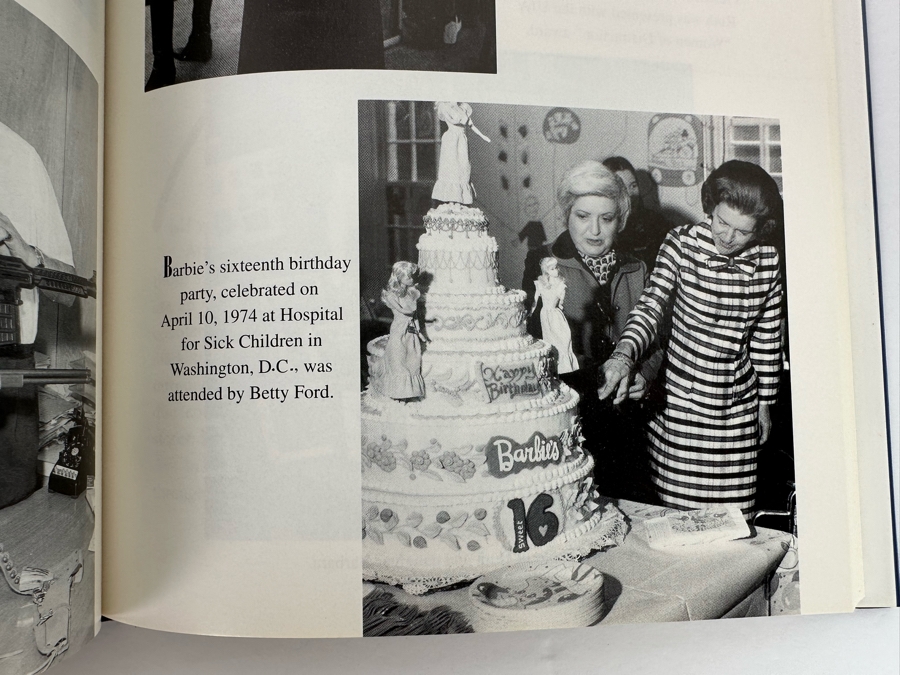 Barbie's sixteenth birthday
party, celebrated on
April 10, 1974 at Hospital
for Sick Children in
Washington, D.C., was
attended by Betty Ford.
Happy
Birthday
Barbie's
sweet 16